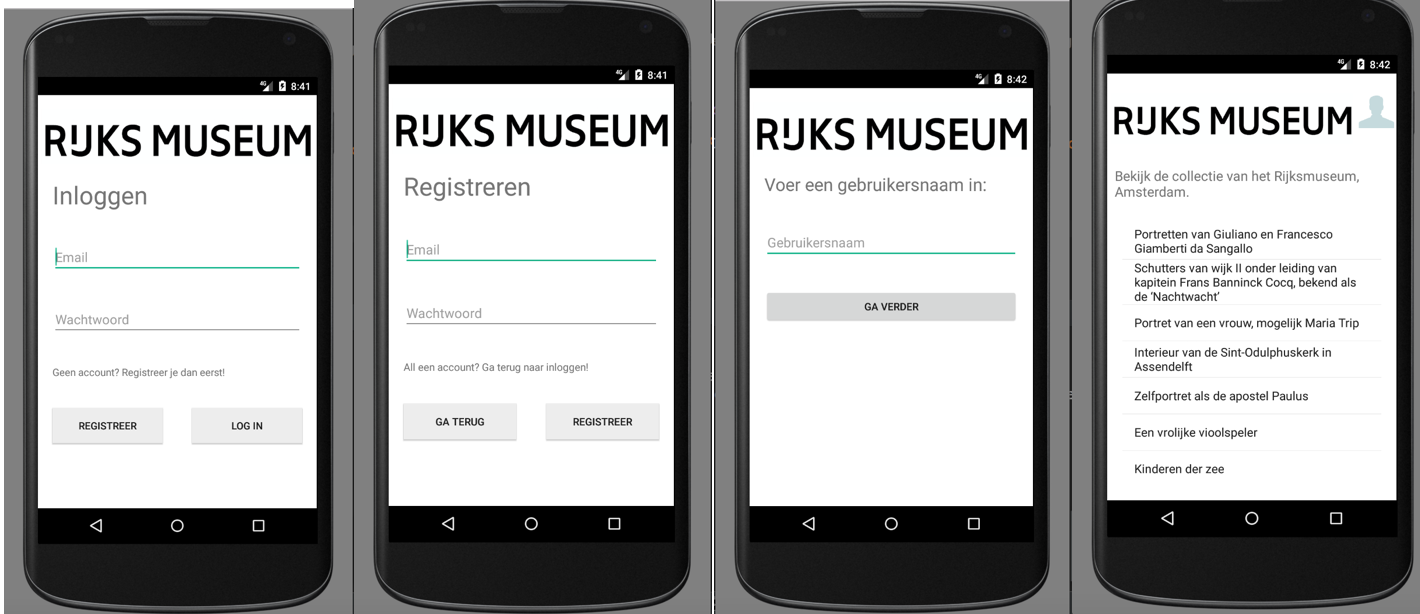 4G 8:41
RIJKS MUSEUM
Inloggen
Email
Wachtwoord
Geen account? Registreer je dan eerst!
REGISTREER LOG IN
4G 8:41
RIJKS MUSEUM
Registreren
Email
Wachtwoord
All een account? Ga terug naar inloggen!
GA TERUG REGISTREER
4G 8:42
RIJKS MUSEUM
Voer een gebruikersnaam in:
Gebruikersnaam
GA VERDER
4G 8:42
RIJKS MUSEUM
Bekijk de collectie van het Rijksmuseum,
Amsterdam.
Portretten van Giuliano en Francesco
Giamberti da Sangallo
Schutters van wijk II onder leiding van
kapitein Frans Banninck Cocq, bekend als
de ‘Nachtwacht’
Portret van een vrouw, mogelijk Maria Trip
Interieur van de Sint-Odulphuskerk in
Assendelft
Zelfportret als de apostel Paulus
Een vrolijke vioolspeler
Kinderen der zee